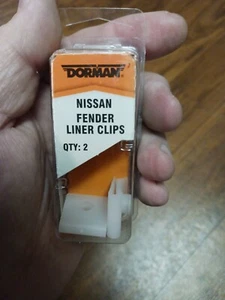 DORMAN
NISSAN
FENDER
LINER CLIPS
QTY: 2